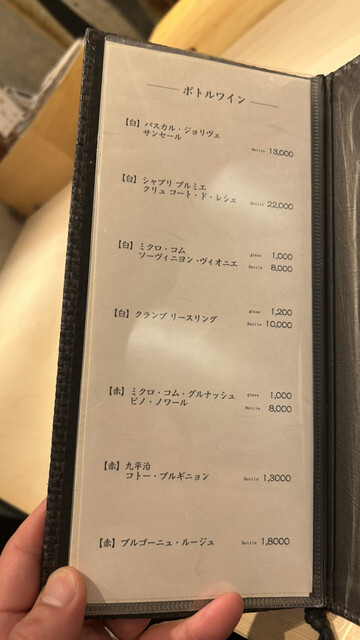 ボトルワイン
【白】パスカル・ジョリヴェ
サンセール
Bottle 13,000
【白】シャブリ プルミエ
クリュ コート・ド・レシェ Bottle 22,000
【白】ミクロ・コム glass 1,000
ソーヴィニヨン・ヴィオニエ Bottle 8,000
【白】クランプ リースリング glass 1,200
Bottle 10,000
【赤】ミクロ・コム・グルナッシュ glass 1,000
ピノ・ノワール Bottle 8,000
【赤】九平治
コトー・ブルギニョン Bottle 1,3000
【赤】ブルゴーニュ・ルージュ Bottle 1,8000